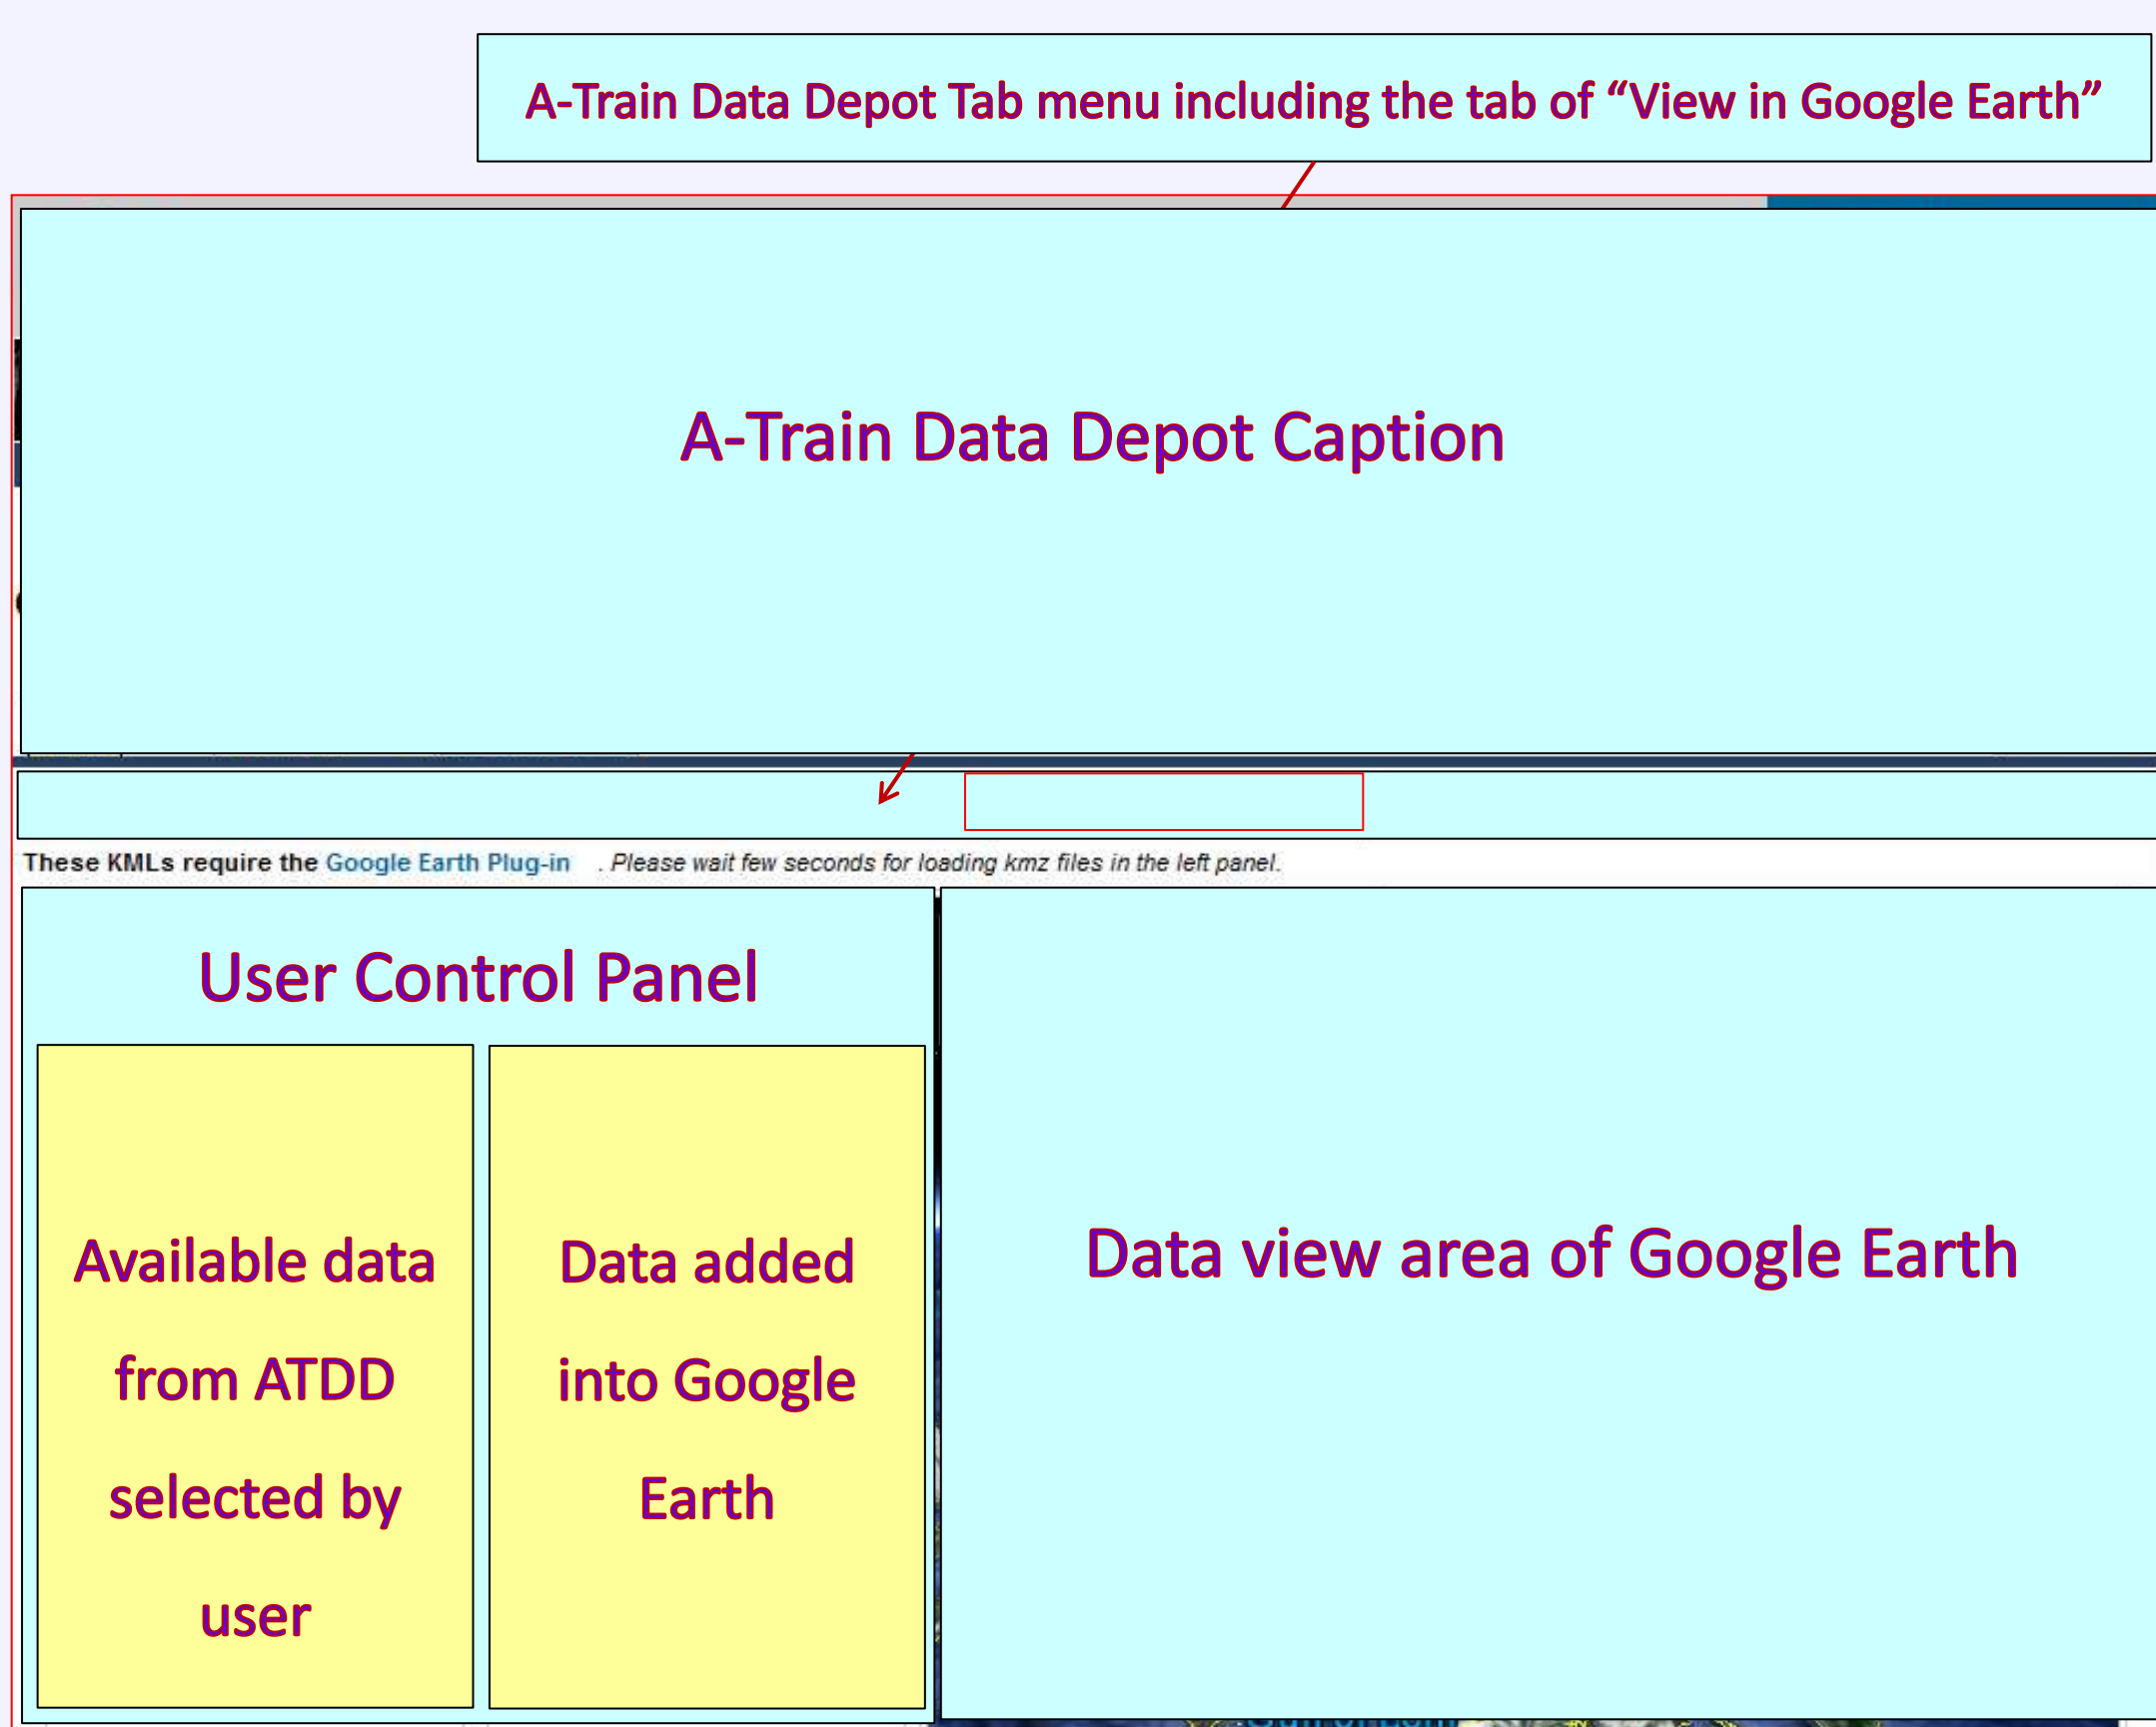 A-Train Data Depot Tab menu including the tab of “View in Google Earth”
A-Train Data Depot Caption
These KMLs require the Google Earth Plug-in . Please wait few seconds for loading kmz files in the left panel.
User Control Panel
Available data
from ATDD
selected by
user
Data added
into Google
Earth
Data view area of Google Earth